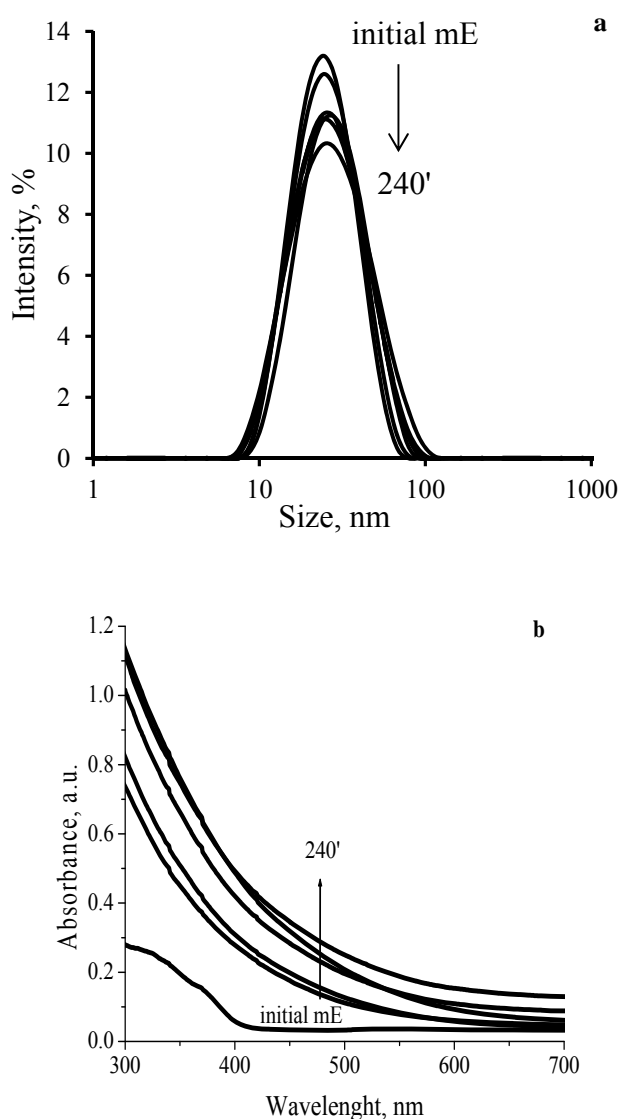 a
initial mE
240'
14
12
10
8
6
4
2
0
Intensity, %
1 10 100 1000
Size, nm
b
1.2
1.0
0.8
0.6
0.4
0.2
0.0
Absorbance, a.u.
240'
initial mE
300 400 500 600 700
Wavelenght, nm